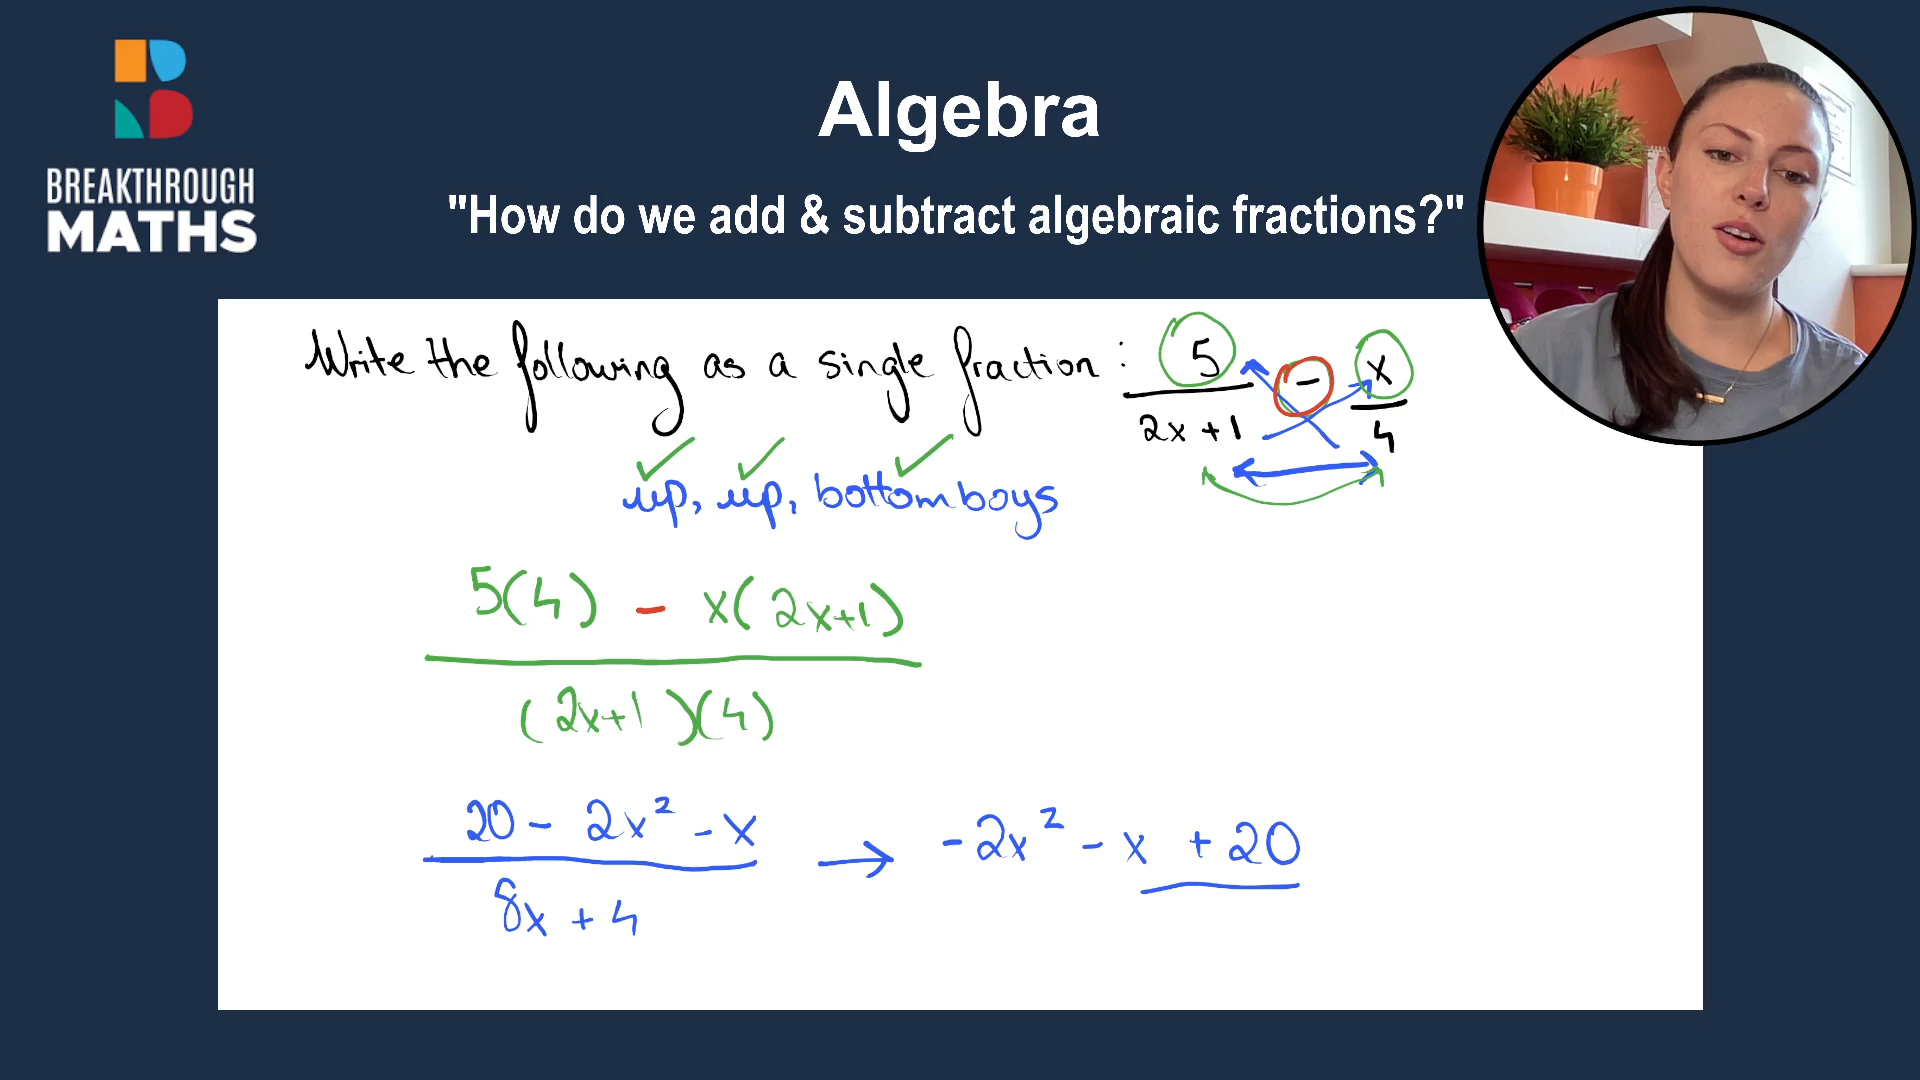 BREAKTHROUGH
MATHS
Algebra
"How do we add & subtract algebraic fractions?"
Write the following as a single fraction : 5 - x
2x +1 4
up, up, bottom boys
5(4) - x(2x+1)
(2x+1)(4)
20 - 2x² - x → -2x² - x + 20
8x + 4